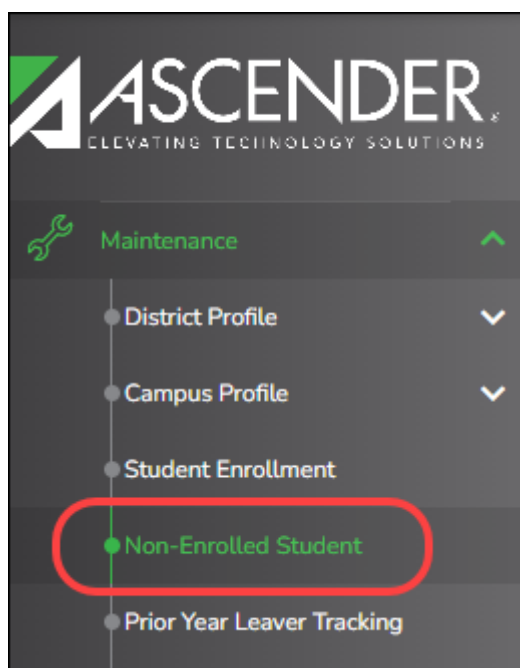 ASCENDER
ELEVATING TECHNOLOGY SOLUTIONS
Maintenance
District Profile
Campus Profile
Student Enrollment
Non-Enrolled Student
Prior Year Leaver Tracking